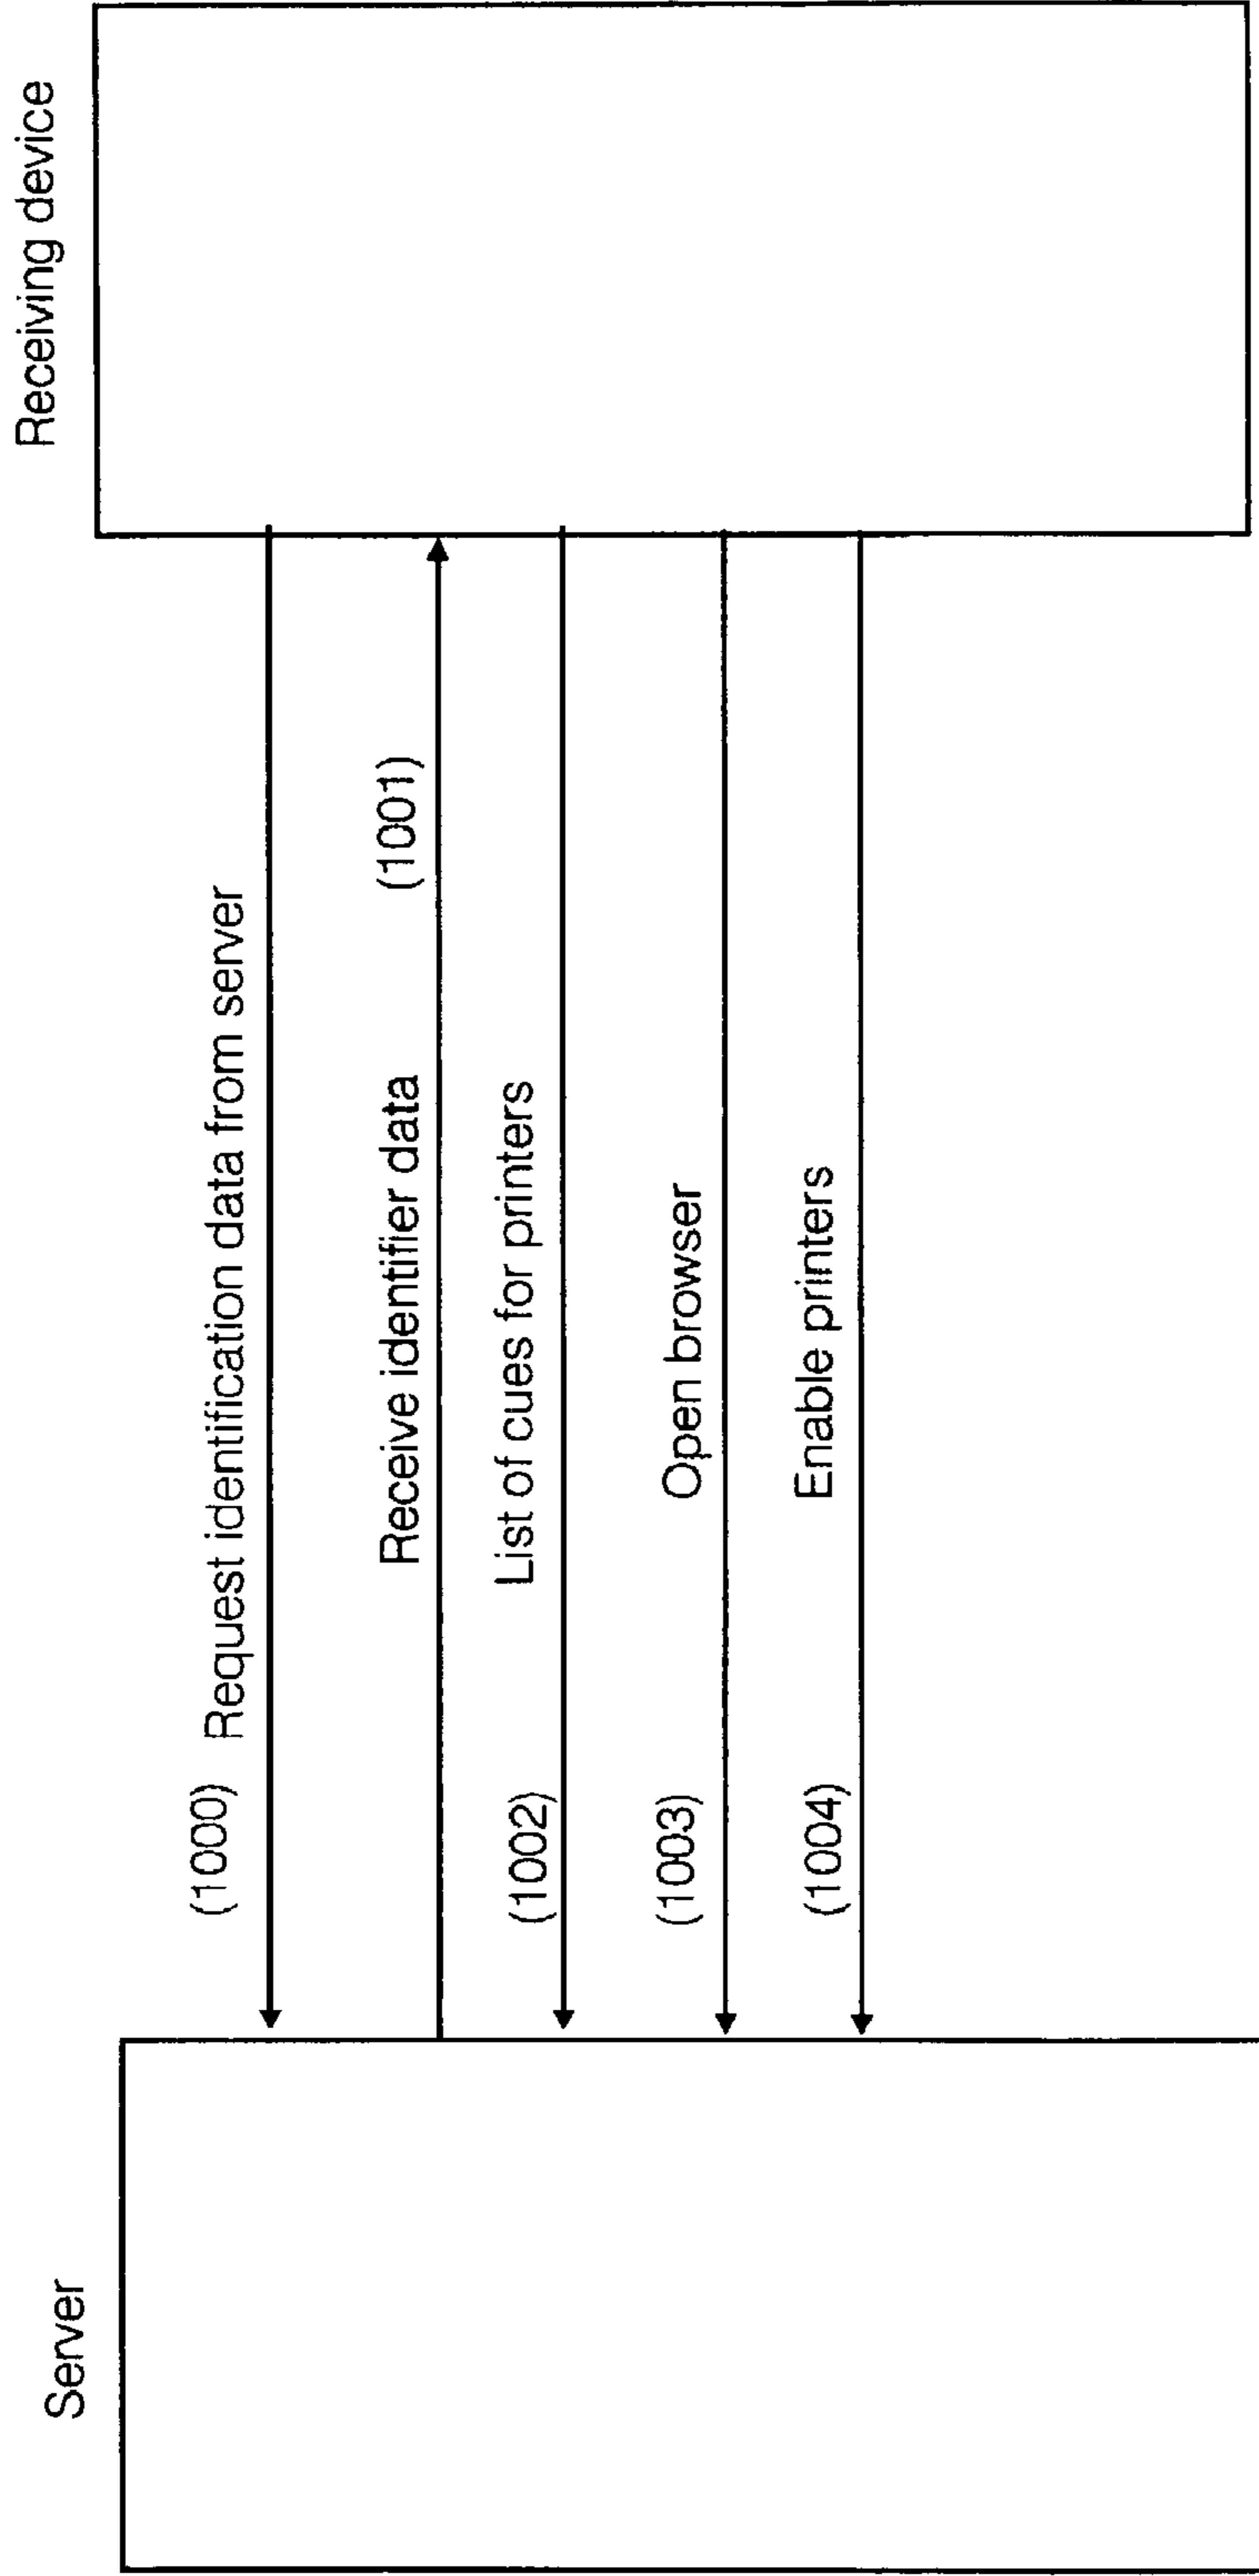 Server
Receiving device
(1000) Request identification data from server
Receive identifier data (1001)
List of cues for printers
(1002)
Open browser
(1003)
Enable printers
(1004)